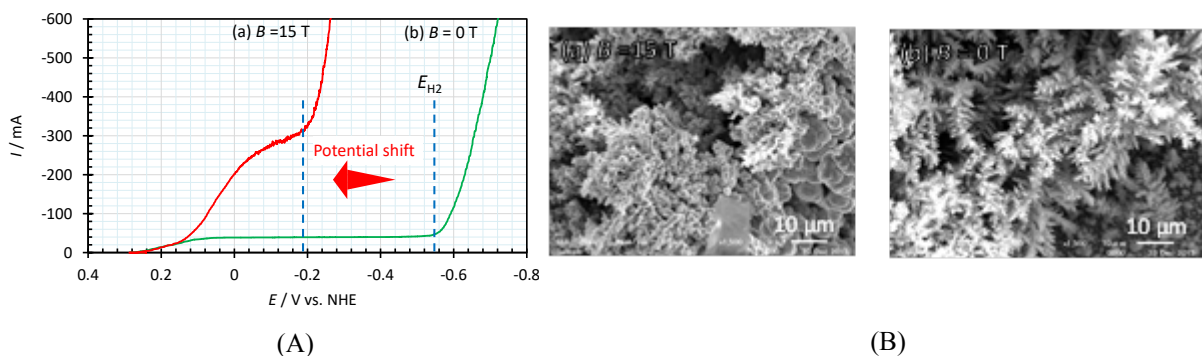 -600
-500
-400
-300
-200
-100
0
I / mA
(a) B =15 T
(b) B = 0 T
E_H2
Potential shift
0.4 0.2 0 -0.2 -0.4 -0.6 -0.8
E / V vs. NHE
(A)
(a) B =15 T
10 μm
(b) B = 0 T
10 μm
(B)